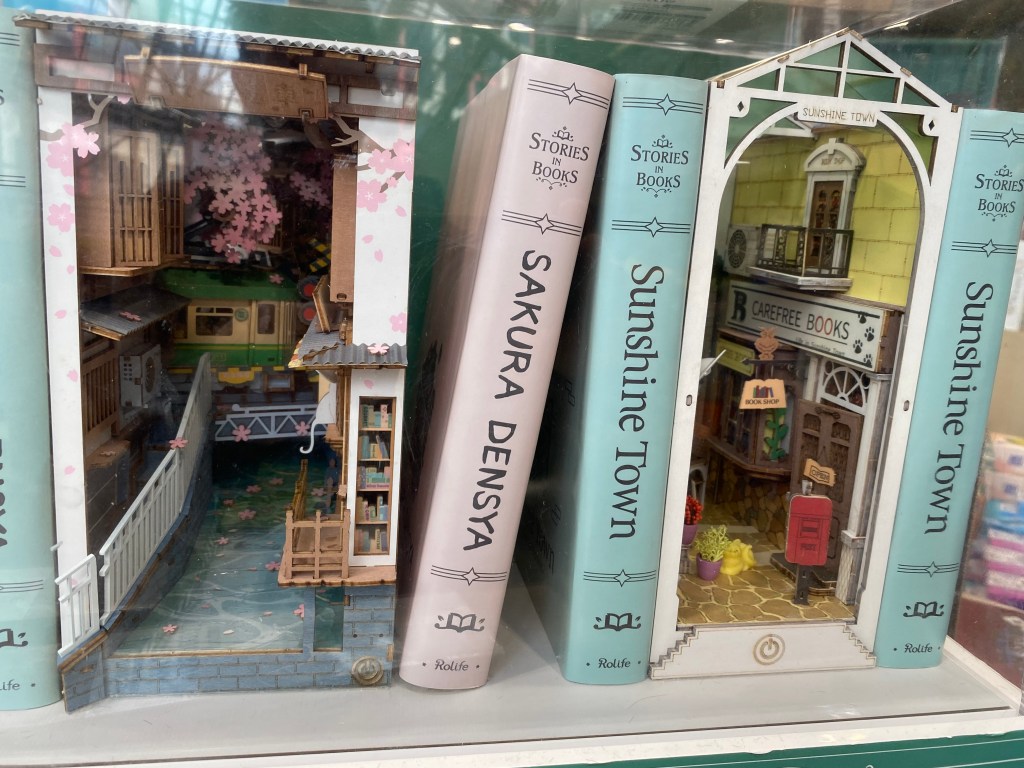 STORIES
IN
BOOKS
SAKURA DENSYA
Rolife
STORIES
IN
BOOKS
Sunshine Town
Rolife
SUNSHINE TOWN
CAREFREE BOOKS
BOOK SHOP
STORIES
IN
BOOKS
Sunshine Town
Rolife
life